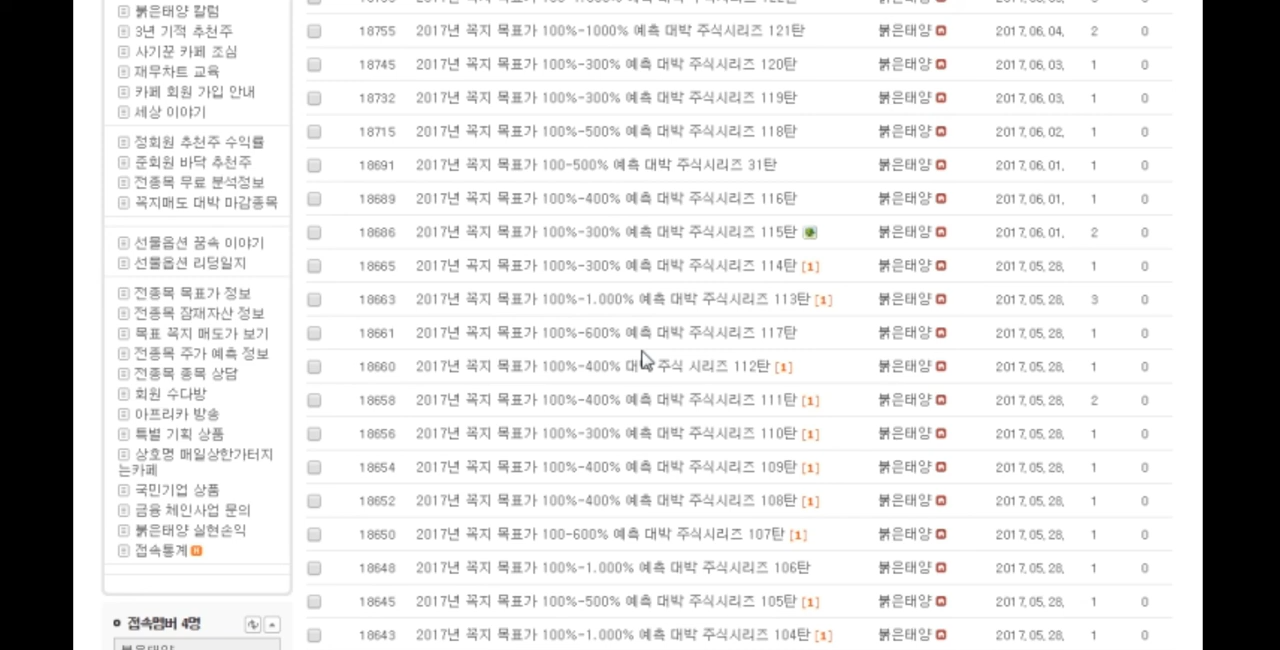 붉은태양 칼럼
3년 기적 추천주
사기꾼 카페 조심
재무차트 교육
카페 회원 가입 안내
세상 이야기
정회원 추천주 수익률
준회원 바닥 추천주
전종목 무료 분석정보
꼭지매도 대박 마감종목
선물옵션 꿈속 이야기
선물옵션 리딩일지
전종목 목표가 정보
전종목 잠재자산 정보
목표 꼭지 매도가 보기
전종목 주가 예측 정보
전종목 종목 상담
회원 수다방
아프리카 방송
특별 기획 상품
상호명 매일상한가터지
는카페
국민기업 상품
금융 체인사업 문의
붉은태양 실현손익
접속통계
접속멤버 4명
붉은태양
18755 2017년 꼭지 목표가 100%-1000% 예측 대박 주식시리즈 121탄 붉은태양 2017.06.04. 2 0
18745 2017년 꼭지 목표가 100%-300% 예측 대박 주식시리즈 120탄 붉은태양 2017.06.03. 1 0
18732 2017년 꼭지 목표가 100%-300% 예측 대박 주식시리즈 119탄 붉은태양 2017.06.03. 1 0
18715 2017년 꼭지 목표가 100%-500% 예측 대박 주식시리즈 118탄 붉은태양 2017.06.02. 1 0
18691 2017년 꼭지 목표가 100-500% 예측 대박 주식시리즈 31탄 붉은태양 2017.06.01. 1 0
18689 2017년 꼭지 목표가 100%-400% 예측 대박 주식시리즈 116탄 붉은태양 2017.06.01. 1 0
18686 2017년 꼭지 목표가 100%-300% 예측 대박 주식시리즈 115탄 붉은태양 2017.06.01. 2 0
18665 2017년 꼭지 목표가 100%-300% 예측 대박 주식시리즈 114탄 [1] 붉은태양 2017.05.28. 1 0
18663 2017년 꼭지 목표가 100%-1.000% 예측 대박 주식시리즈 113탄 [1] 붉은태양 2017.05.28. 3 0
18661 2017년 꼭지 목표가 100%-600% 예측 대박 주식시리즈 117탄 붉은태양 2017.05.28. 1 0
18660 2017년 꼭지 목표가 100%-400% 대박 주식 시리즈 112탄 [1] 붉은태양 2017.05.28. 1 0
18658 2017년 꼭지 목표가 100%-400% 예측 대박 주식시리즈 111탄 [1] 붉은태양 2017.05.28. 2 0
18656 2017년 꼭지 목표가 100%-300% 예측 대박 주식시리즈 110탄 [1] 붉은태양 2017.05.28. 1 0
18654 2017년 꼭지 목표가 100%-400% 예측 대박 주식시리즈 109탄 [1] 붉은태양 2017.05.28. 1 0
18652 2017년 꼭지 목표가 100%-400% 예측 대박 주식시리즈 108탄 [1] 붉은태양 2017.05.28. 1 0
18650 2017년 꼭지 목표가 100-600% 예측 대박 주식시리즈 107탄 [1] 붉은태양 2017.05.28. 1 0
18648 2017년 꼭지 목표가 100%-1.000% 예측 대박 주식시리즈 106탄 붉은태양 2017.05.28. 1 0
18645 2017년 꼭지 목표가 100%-500% 예측 대박 주식시리즈 105탄 [1] 붉은태양 2017.05.28. 1 0
18643 2017년 꼭지 목표가 100%-1.000% 예측 대박 주식시리즈 104탄 [1] 붉은태양 2017.05.28. 1 0